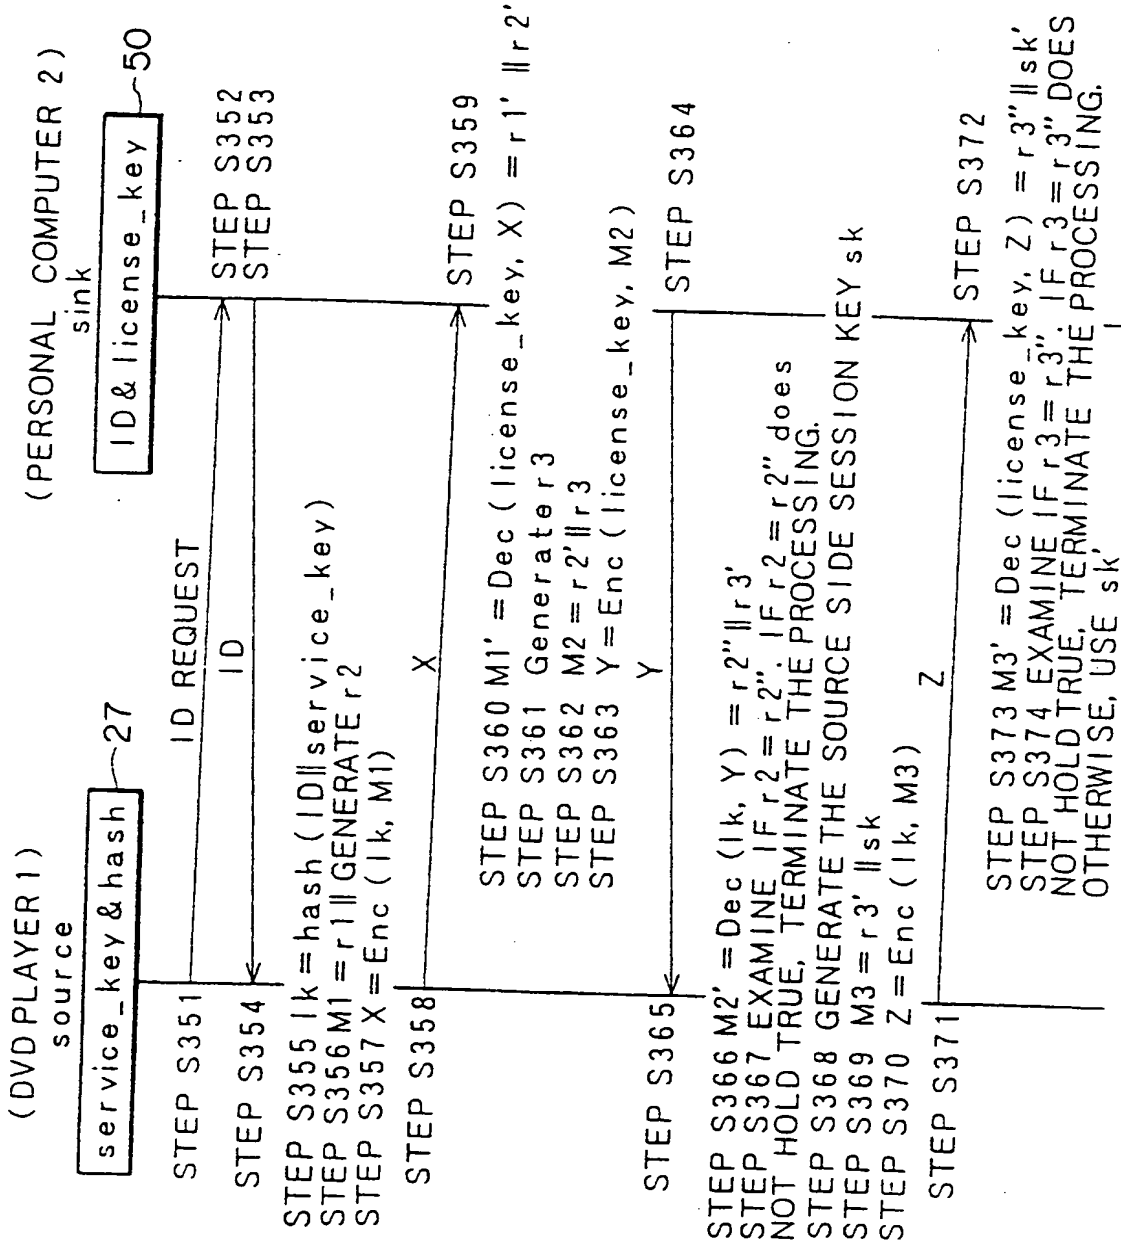 (DVD PLAYER 1)
source
service_key & hash
27
(PERSONAL COMPUTER 2)
sink
ID & license_key
50
STEP S351
ID REQUEST
STEP S352
STEP S353
ID
STEP S354
STEP S355 lk = hash (ID || service_key)
STEP S356 M1 = r1 || GENERATE r2
STEP S357 X = Enc (lk, M1)
STEP S358
X
STEP S359
STEP S360 M1' = Dec (license_key, X) = r1' || r2'
STEP S361 Generate r3
STEP S362 M2 = r2' || r3
STEP S363 Y = Enc (license_key, M2)
STEP S364
Y
STEP S365
STEP S366 M2' = Dec (lk, Y) = r2'' || r3'
STEP S367 EXAMINE IF r2 = r2''. IF r2 = r2'' does
NOT HOLD TRUE, TERMINATE THE PROCESSING.
STEP S368 GENERATE THE SOURCE SIDE SESSION KEY sk
STEP S369 M3 = r3' || sk
STEP S370 Z = Enc (lk, M3)
STEP S371
Z
STEP S372
STEP S373 M3' = Dec (license_key, Z) = r3'' || sk'
STEP S374 EXAMINE IF r3 = r3''. IF r3 = r3'' DOES
NOT HOLD TRUE, TERMINATE THE PROCESSING.
OTHERWISE, USE sk'